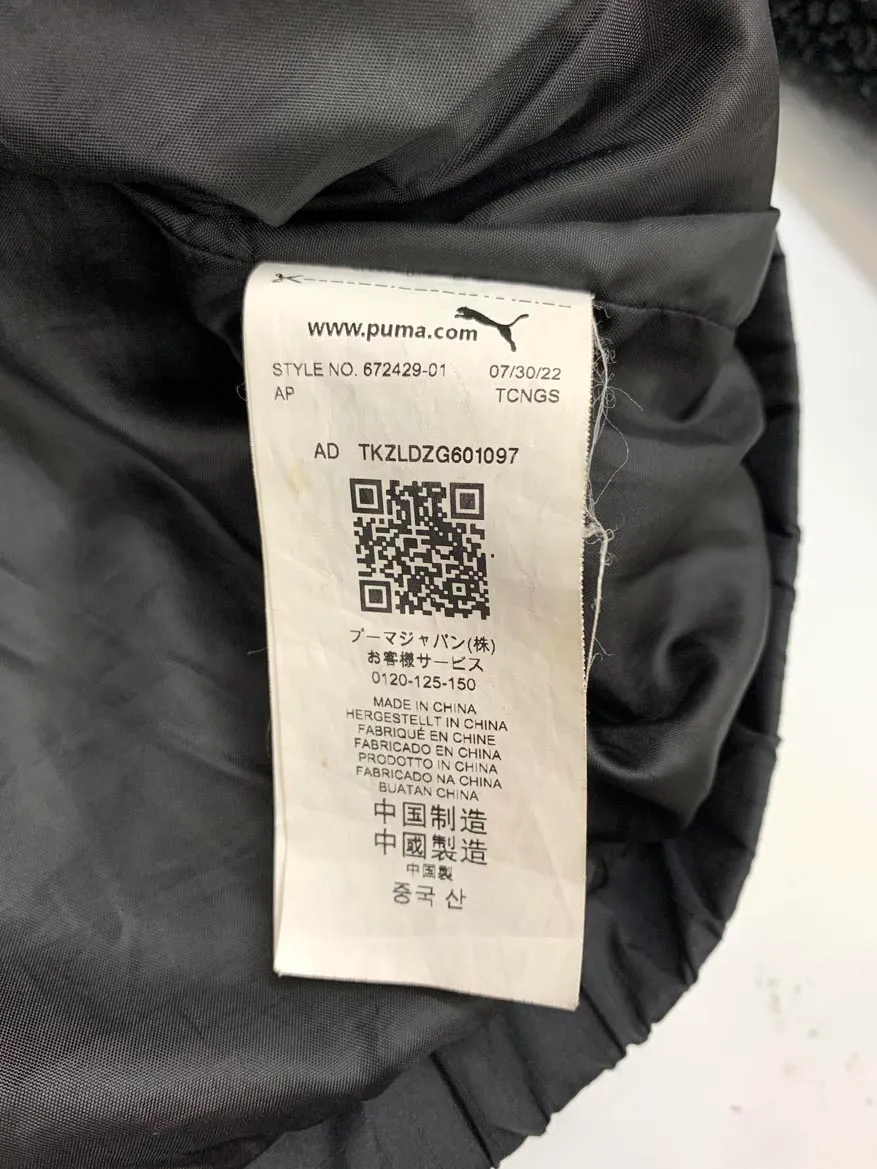 www.puma.com
STYLE NO. 672429-01 07/30/22
AP TCNGS
AD TKZLDZG601097
プーマジャパン(株)
お客様サービス
0120-125-150
MADE IN CHINA
HERGESTELLT IN CHINA
FABRIQUÉ EN CHINE
FABRICADO EN CHINA
PRODOTTO IN CHINA
FABRICADO NA CHINA
BUATAN CHINA
中国制造
中國製造
中国製
중국 산